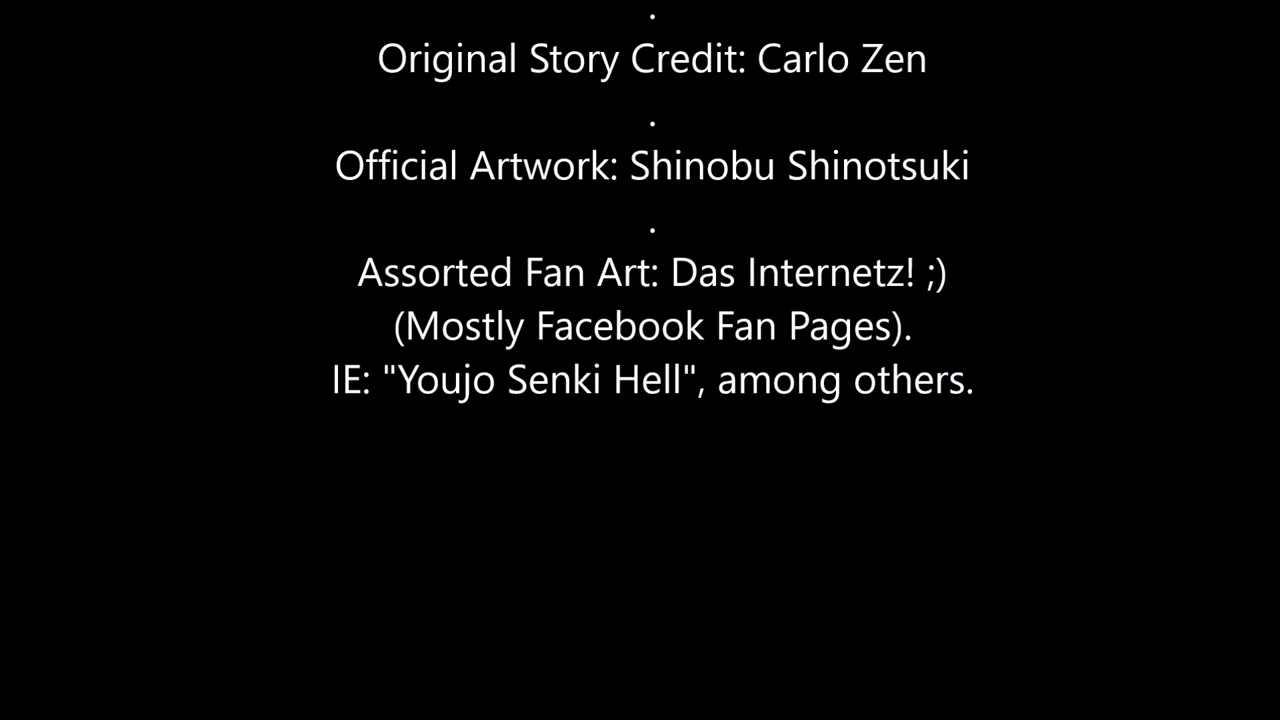 .
Original Story Credit: Carlo Zen
.
Official Artwork: Shinobu Shinotsuki
.
Assorted Fan Art: Das Internetz! ;)
(Mostly Facebook Fan Pages).
IE: "Youjo Senki Hell", among others.